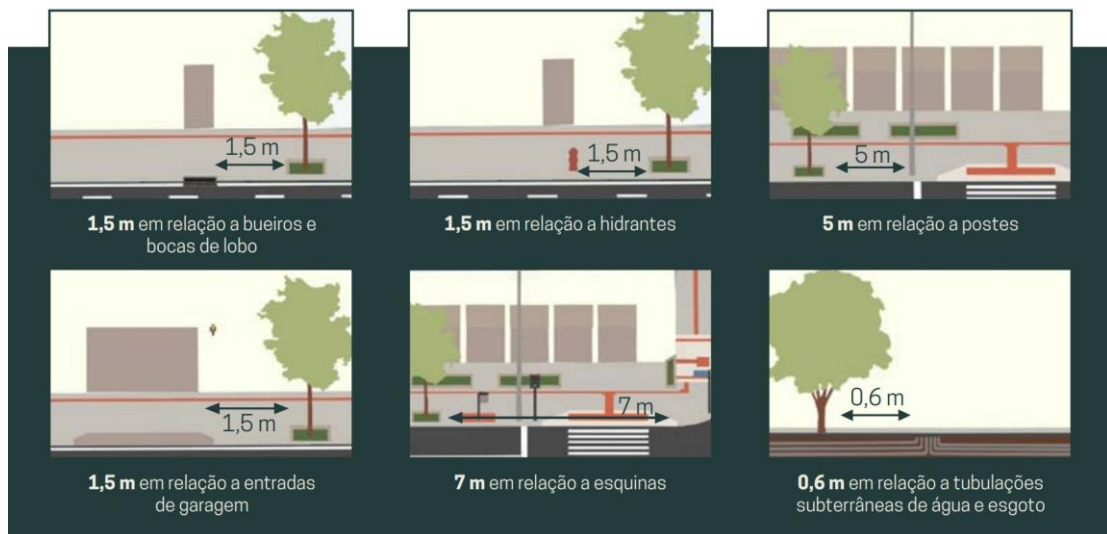 1,5 m
1,5 m
5 m
1,5 m em relação a bueiros e
bocas de lobo
1,5 m em relação a hidrantes
5 m em relação a postes
1,5 m
7 m
0,6 m
1,5 m em relação a entradas
de garagem
7 m em relação a esquinas
0,6 m em relação a tubulações
subterrâneas de água e esgoto